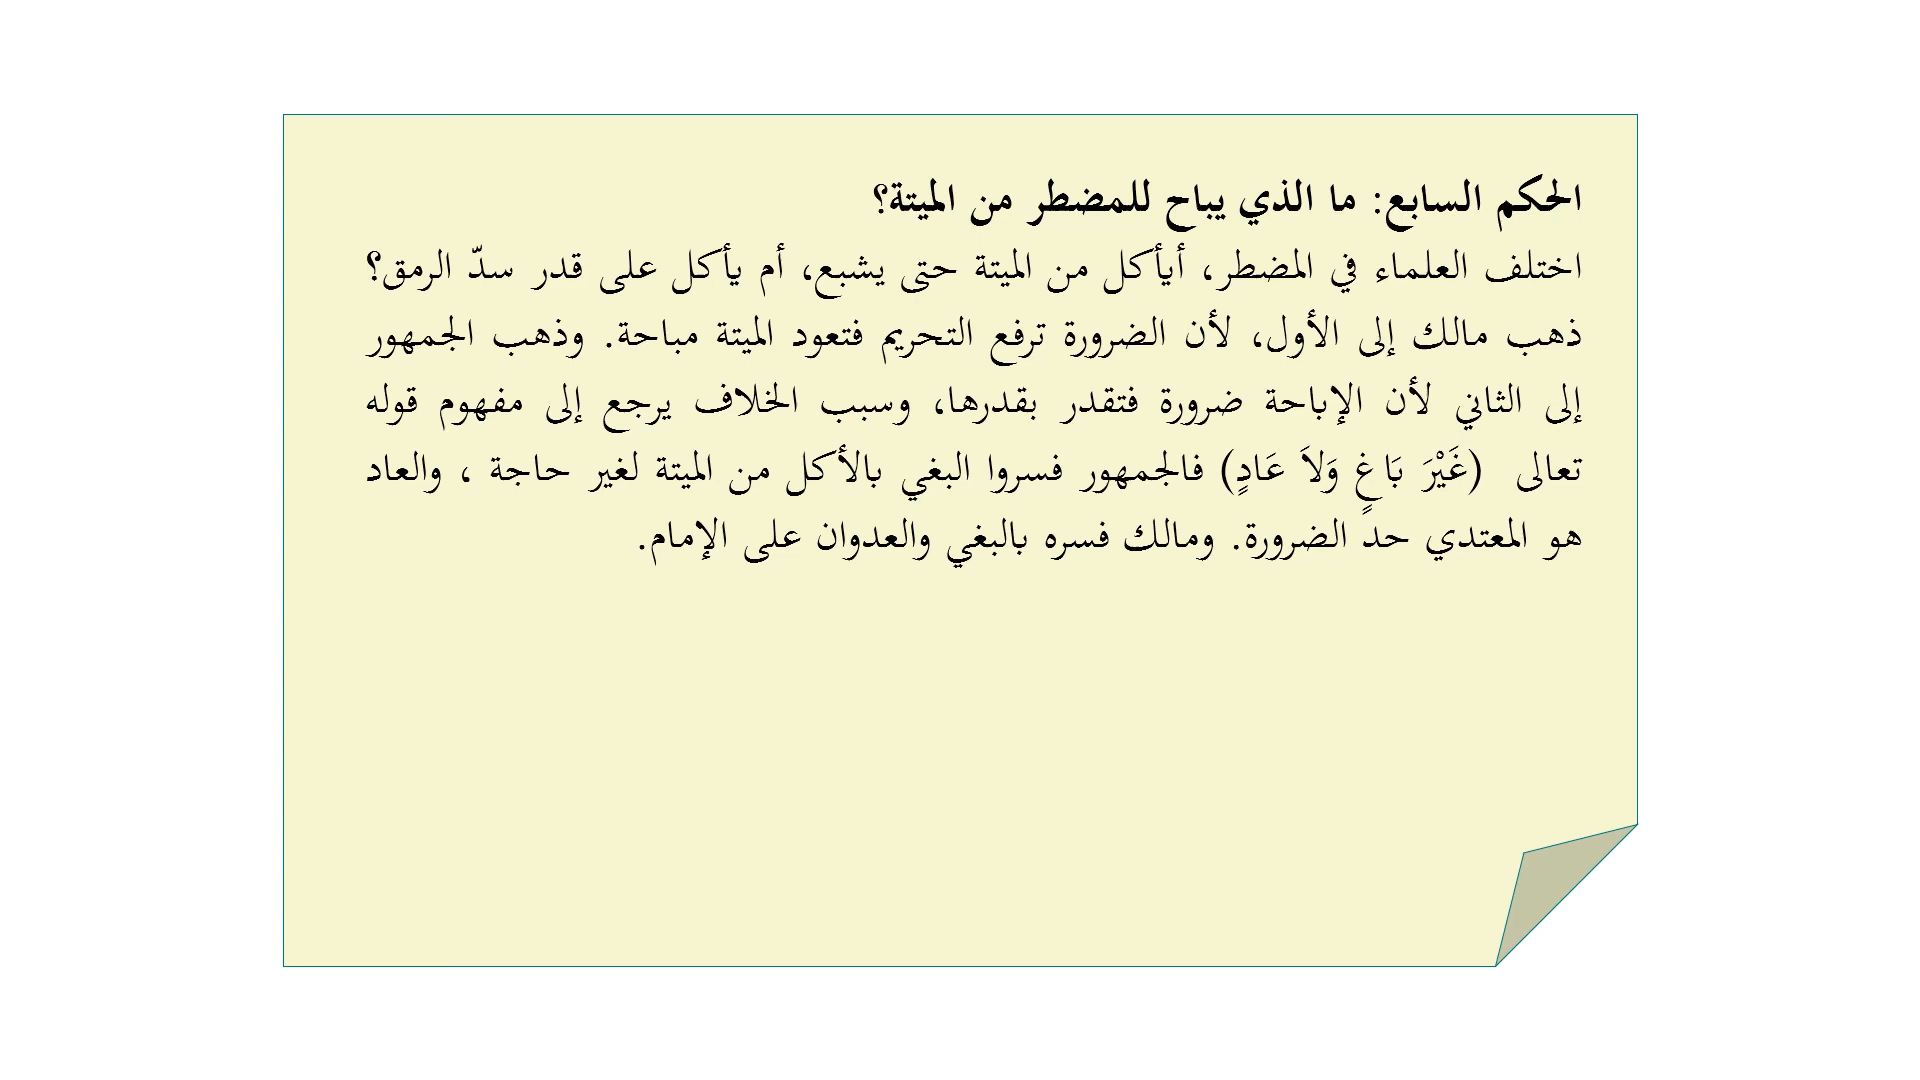 الحكم السابع: ما الذي يباح للمضطر من الميتة؟
اختلف العلماء في المضطر، أيأكل من الميتة حتى يشبع، أم يأكل على قدر سدّ الرمق؟
ذهب مالك إلى الأول، لأن الضرورة ترفع التحريم فتعود الميتة مباحة. وذهب الجمهور
إلى الثاني لأن الإباحة ضرورة فتقدر بقدرها، وسبب الخلاف يرجع إلى مفهوم قوله
تعالى (غَيْرَ بَاغٍ وَلاَ عَادٍ) فالجمهور فسروا البغي بالأكل من الميتة لغير حاجة ، والعاد
هو المعتدي حد الضرورة. ومالك فسره بالبغي والعدوان على الإمام.